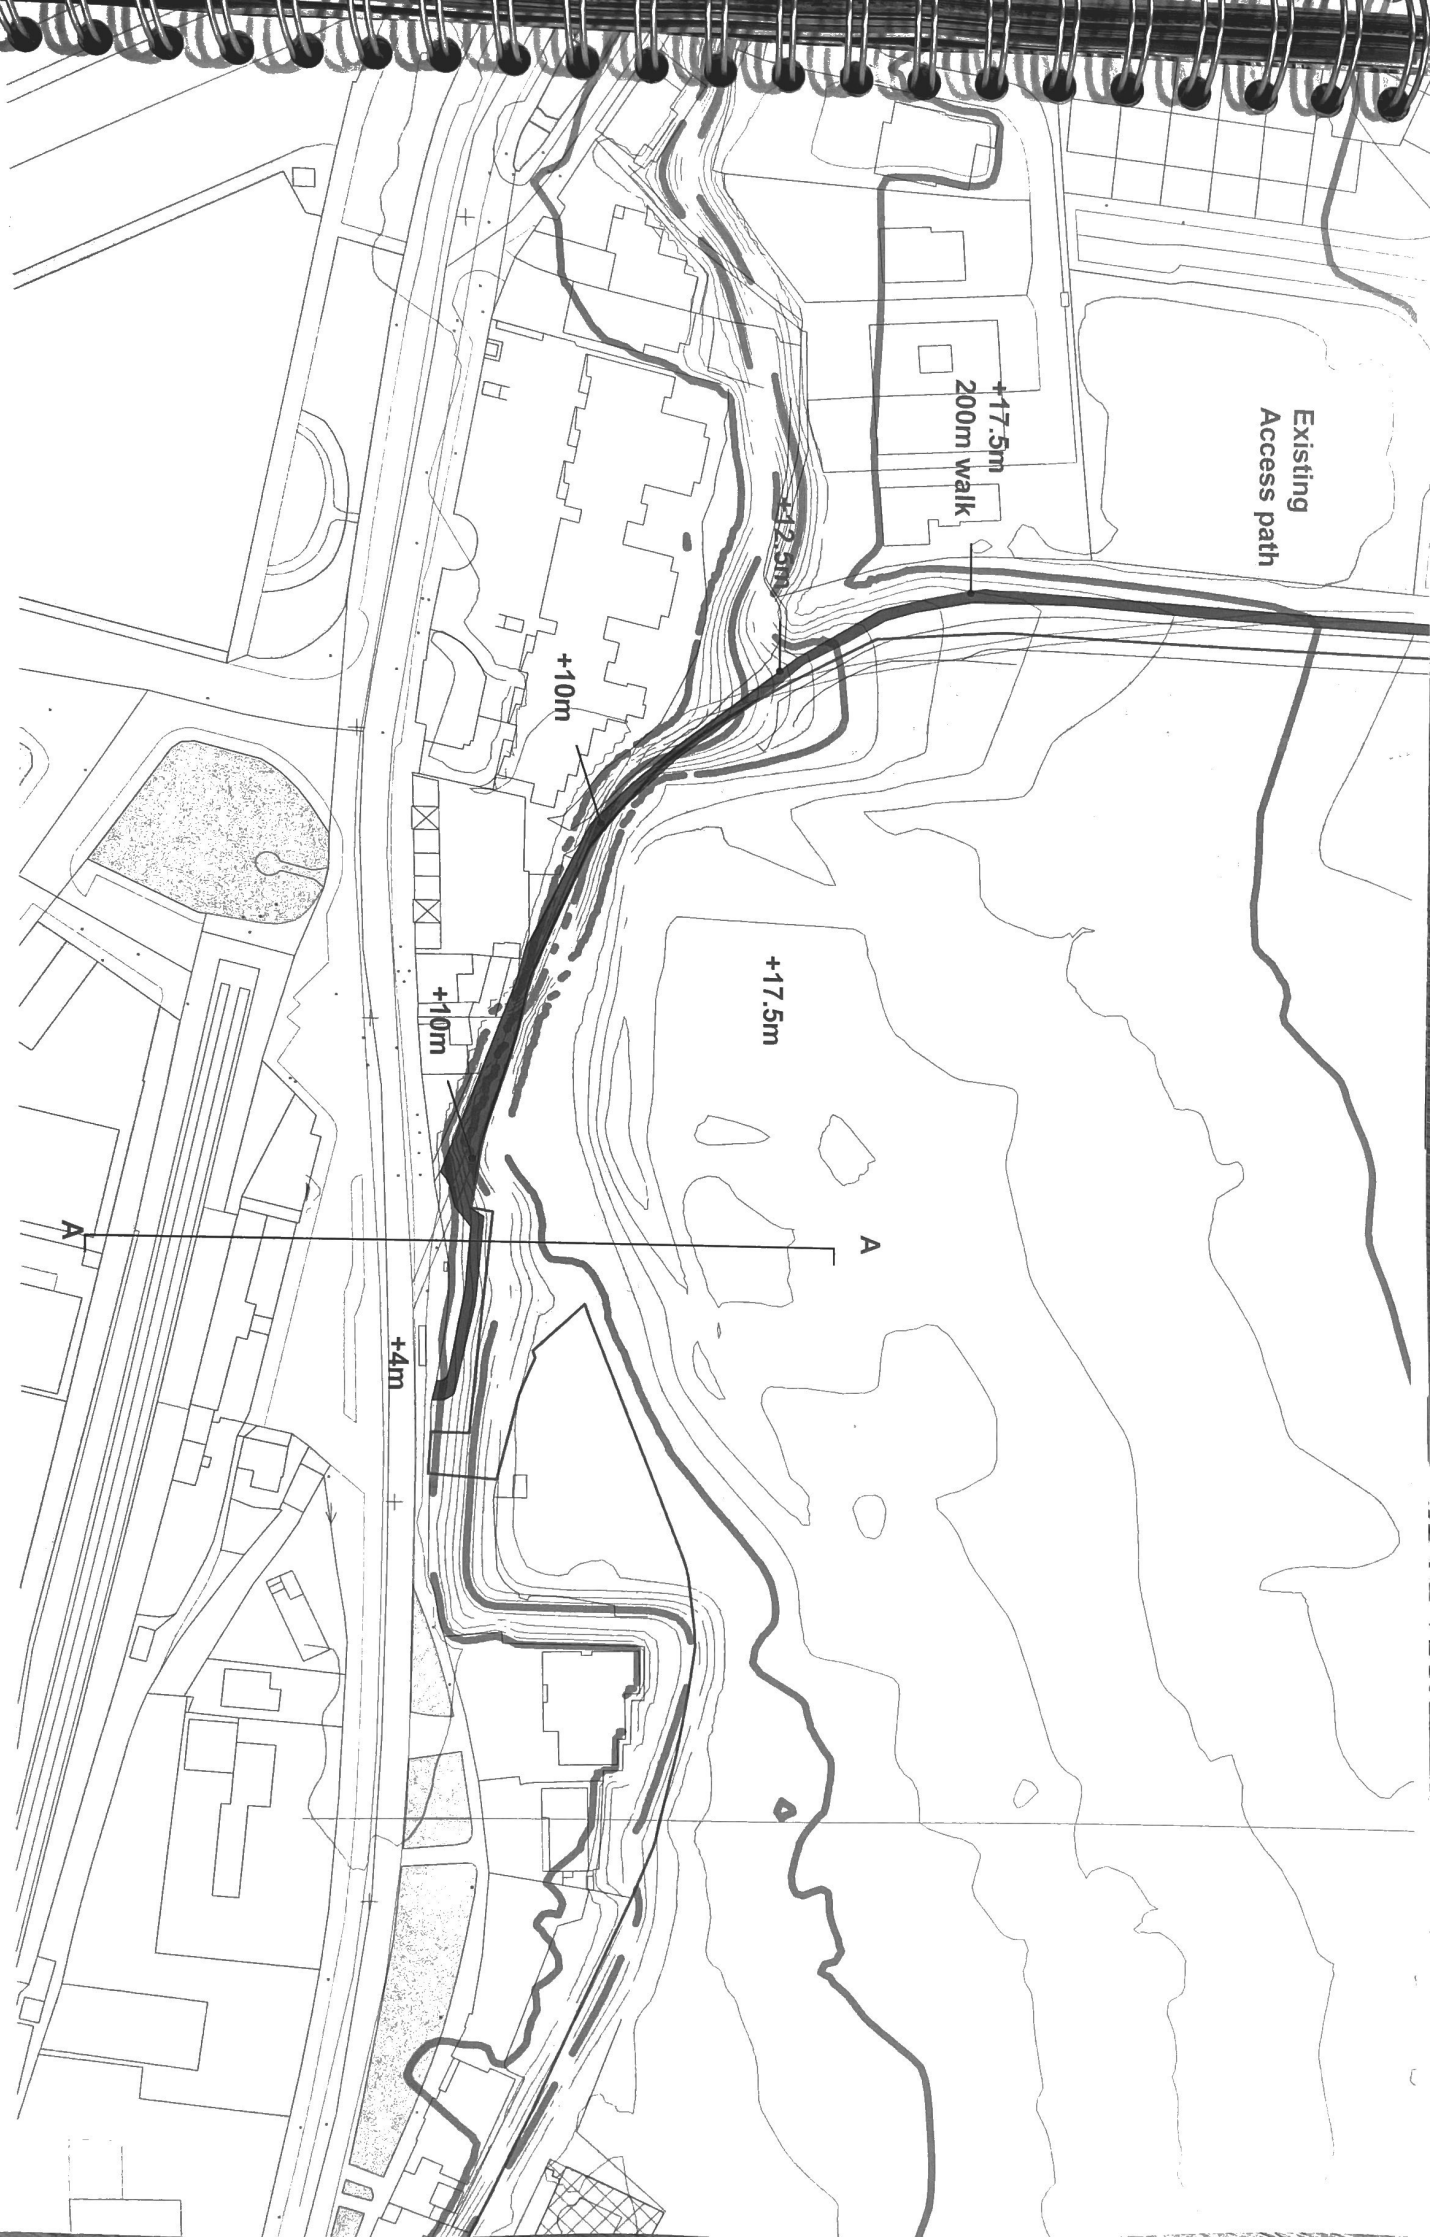 Existing
Access path
+17.5m
200m walk
+12.5m
+10m
+17.5m
+10m
A
A
+4m